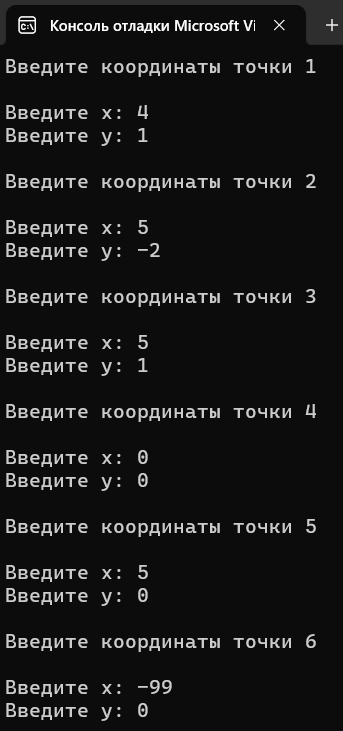 Консоль отладки Microsoft Vi
Введите координаты точки 1
Введите x: 4
Введите y: 1
Введите координаты точки 2
Введите x: 5
Введите y: -2
Введите координаты точки 3
Введите x: 5
Введите y: 1
Введите координаты точки 4
Введите x: 0
Введите y: 0
Введите координаты точки 5
Введите x: 5
Введите y: 0
Введите координаты точки 6
Введите x: -99
Введите y: 0